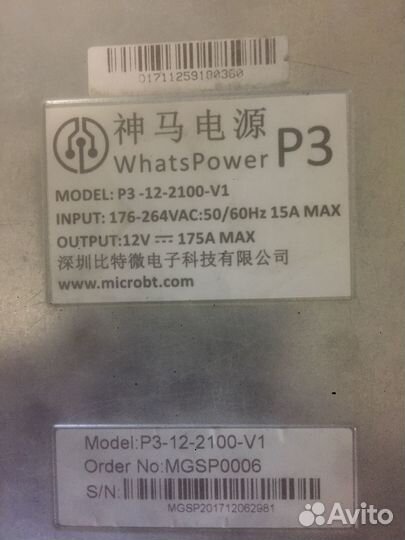 01711259180360
神马电源
WhatsPower
P3
MODEL: P3 -12-2100-V1
INPUT: 176-264VAC:50/60Hz 15A MAX
OUTPUT:12V ⎓ 175A MAX
深圳比特微电子科技有限公司
www.microbt.com
Model:P3-12-2100-V1
Order No:MGSP0006
S/N:
MGSP201712062981
Avito